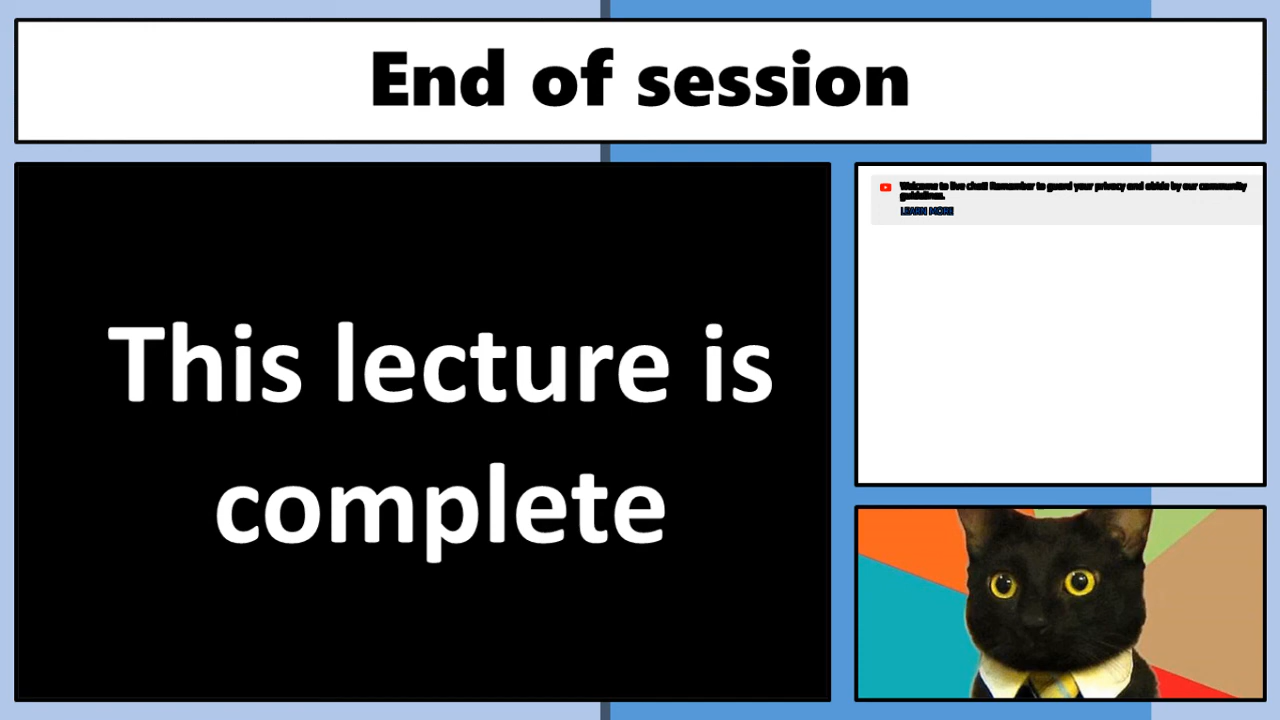 End of session
This lecture is
complete
Welcome to live chat! Remember to guard your privacy and abide by our community
guidelines.
LEARN MORE